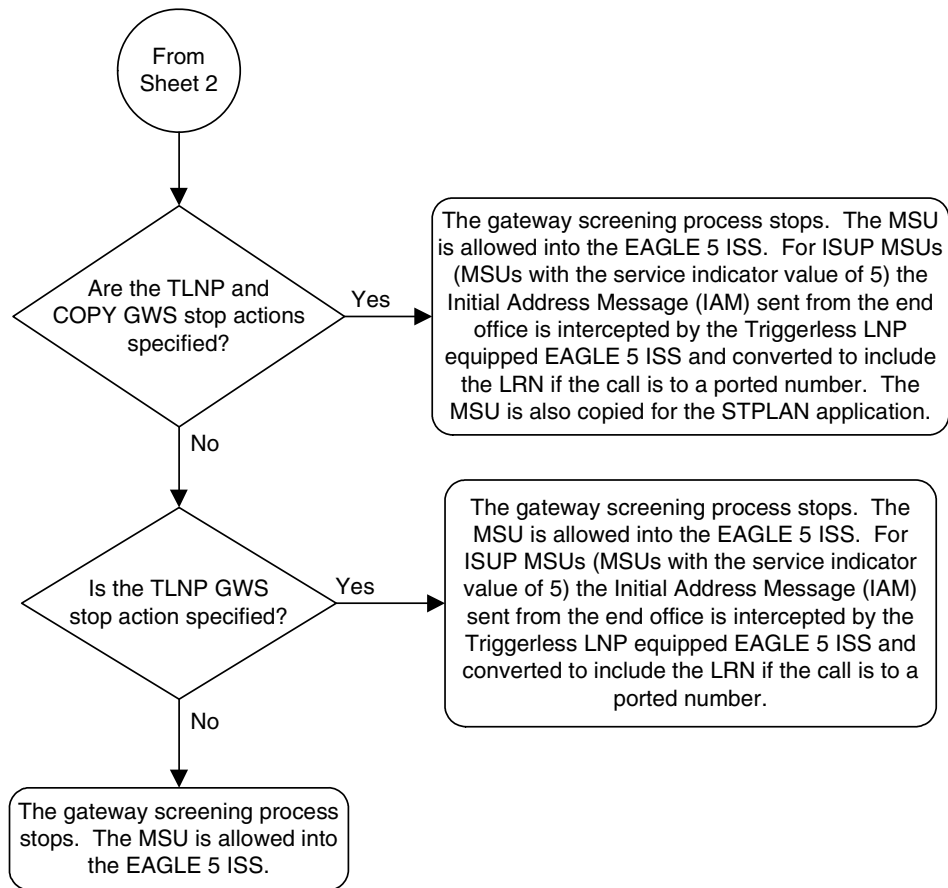 From
Sheet 2
Are the TLNP and
COPY GWS stop actions
specified?
Yes
The gateway screening process stops. The MSU
is allowed into the EAGLE 5 ISS. For ISUP MSUs
(MSUs with the service indicator value of 5) the
Initial Address Message (IAM) sent from the end
office is intercepted by the Triggerless LNP
equipped EAGLE 5 ISS and converted to include
the LRN if the call is to a ported number. The
MSU is also copied for the STPLAN application.
No
Is the TLNP GWS
stop action specified?
Yes
The gateway screening process stops. The
MSU is allowed into the EAGLE 5 ISS. For
ISUP MSUs (MSUs with the service indicator
value of 5) the Initial Address Message (IAM)
sent from the end office is intercepted by the
Triggerless LNP equipped EAGLE 5 ISS and
converted to include the LRN if the call is to a
ported number.
No
The gateway screening process
stops. The MSU is allowed into
the EAGLE 5 ISS.